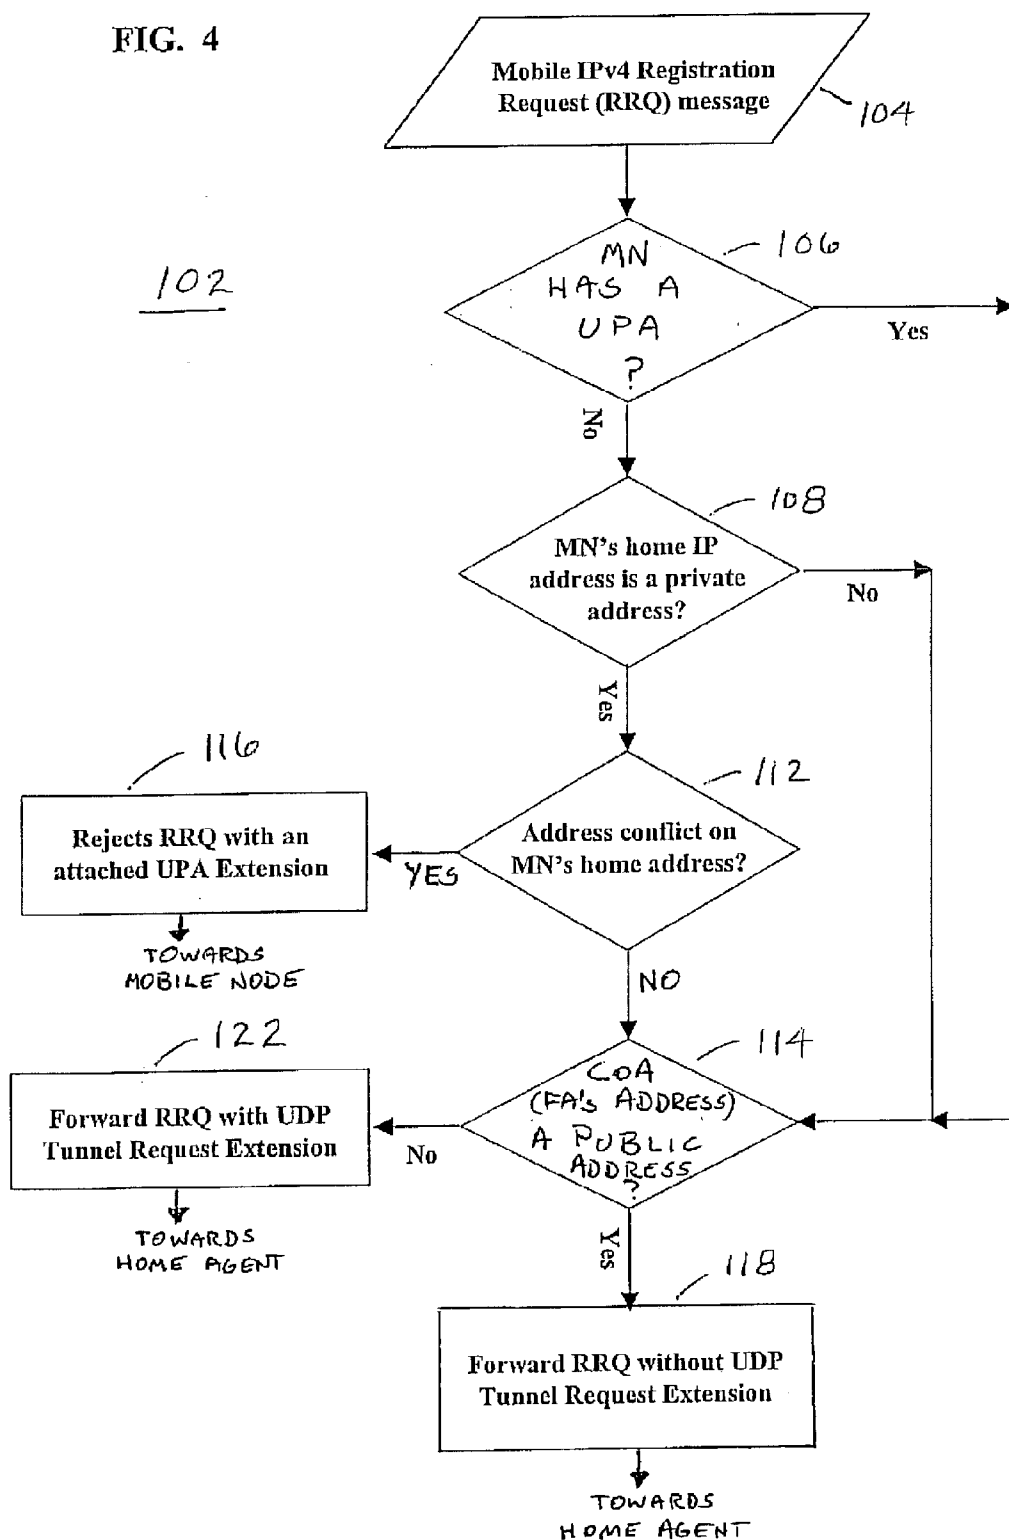 FIG. 4
Mobile IPv4 Registration
Request (RRQ) message
104
102
106
MN
HAS A
UPA
?
Yes
No
108
MN's home IP
address is a private
address?
No
Yes
116
112
Rejects RRQ with an
attached UPA Extension
YES
Address conflict on
MN's home address?
TOWARDS
MOBILE NODE
NO
122
114
Forward RRQ with UDP
Tunnel Request Extension
No
COA
(FA'S ADDRESS)
A PUBLIC
ADDRESS
?
TOWARDS
HOME AGENT
Yes
118
Forward RRQ without UDP
Tunnel Request Extension
TOWARDS
HOME AGENT